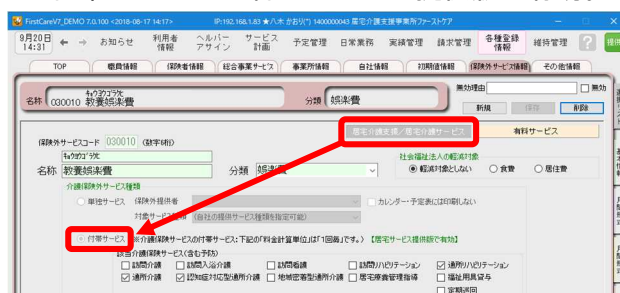 FirstCareV7_DEMO 7.0.100 <2018-08-17 14:17> IP:192.168.1.83 ★八木 かおり(*) 1400000043 居宅介護支援事業所ファーストケア
9月20日 14:31 ← → お知らせ 利用者情報 ヘルパーアサイン サービス計画 予定管理 日常業務 実績管理 請求管理 各種登録情報 維持管理 ? 提供
TOP 職員情報 保険者情報 総合事業サービス 事業所情報 自社情報 初期値情報 保険外サービス情報 その他情報
無効理由 無効
名称 030010 キョウヨウゴラクヒ 教養娯楽費 分類 娯楽費
新規 保存 削除
保険外サービスコード 030010 (数字6桁) 居宅介護支援/居宅介護サービス 有料サービス
キョウヨウゴラクヒ 社会福祉法人の軽減対象
名称 教養娯楽費 分類 娯楽費 軽減対象としない 食費 居住費
介護保険外サービス種類
単独サービス 保険外提供者 カレンダー・予定表には印刷しない
対象サービス種類 (自社の提供サービス種類を指定可能)
付帯サービス ※介護保険サービスの付帯サービス:下記の「料金計算単位」は「1回毎」です。) 【居宅サービス提供版で有効】
該当介護保険サービス(含む予防)
訪問介護 訪問入浴介護 訪問看護 訪問リハビリテーション 通所リハビリテーション
通所介護 認知症対応型通所介護 地域密着型通所介護 居宅療養管理指導 福祉用具貸与
定期巡回